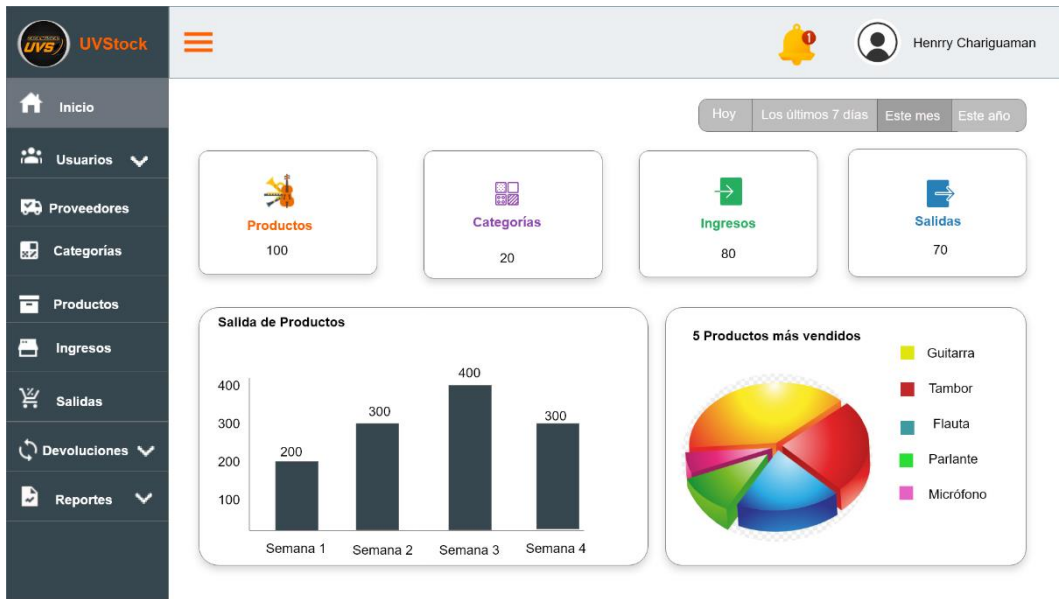 UVS
UVStock
1
Henrry Chariguaman
Inicio
Usuarios
Proveedores
Categorías
Productos
Ingresos
Salidas
Devoluciones
Reportes
Hoy
Los últimos 7 días
Este mes
Este año
Productos
100
Categorías
20
Ingresos
80
Salidas
70
Salida de Productos
400
300
200
100
200
300
400
300
Semana 1
Semana 2
Semana 3
Semana 4
5 Productos más vendidos
Guitarra
Tambor
Flauta
Parlante
Micrófono